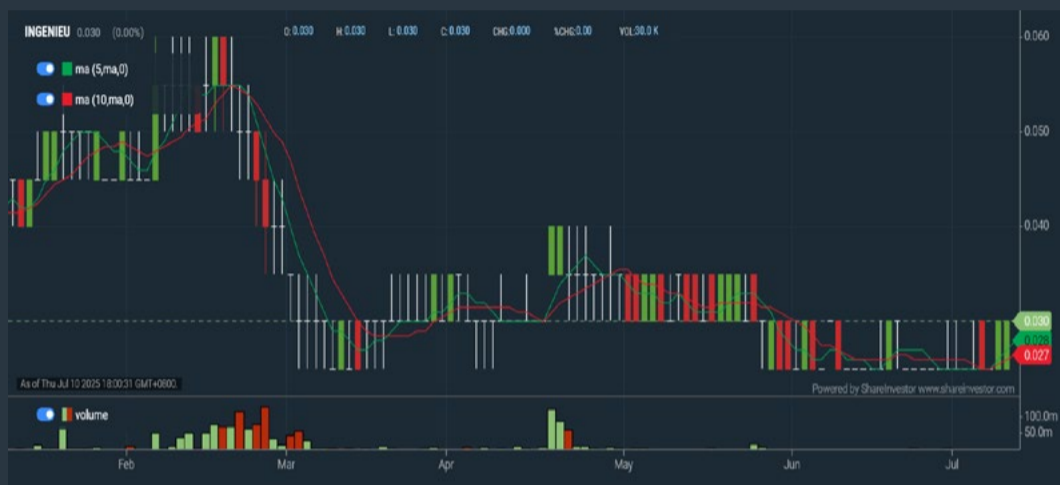 INGENIEU 0.030 (0.00%) O: 0.030 H: 0.030 L: 0.030 C: 0.030 CHG:0.000 %CHG:0.00 VOL:30.0 K
ma (5,ma,0)
ma (10,ma,0)
0.060
0.050
0.040
0.030
0.028
0.027
As of Thu Jul 10 2025 18:00:31 GMT+0800.
Powered by ShareInvestor www.shareinvestor.com
volume
100.0m
50.0m
Feb Mar Apr May Jun Jul